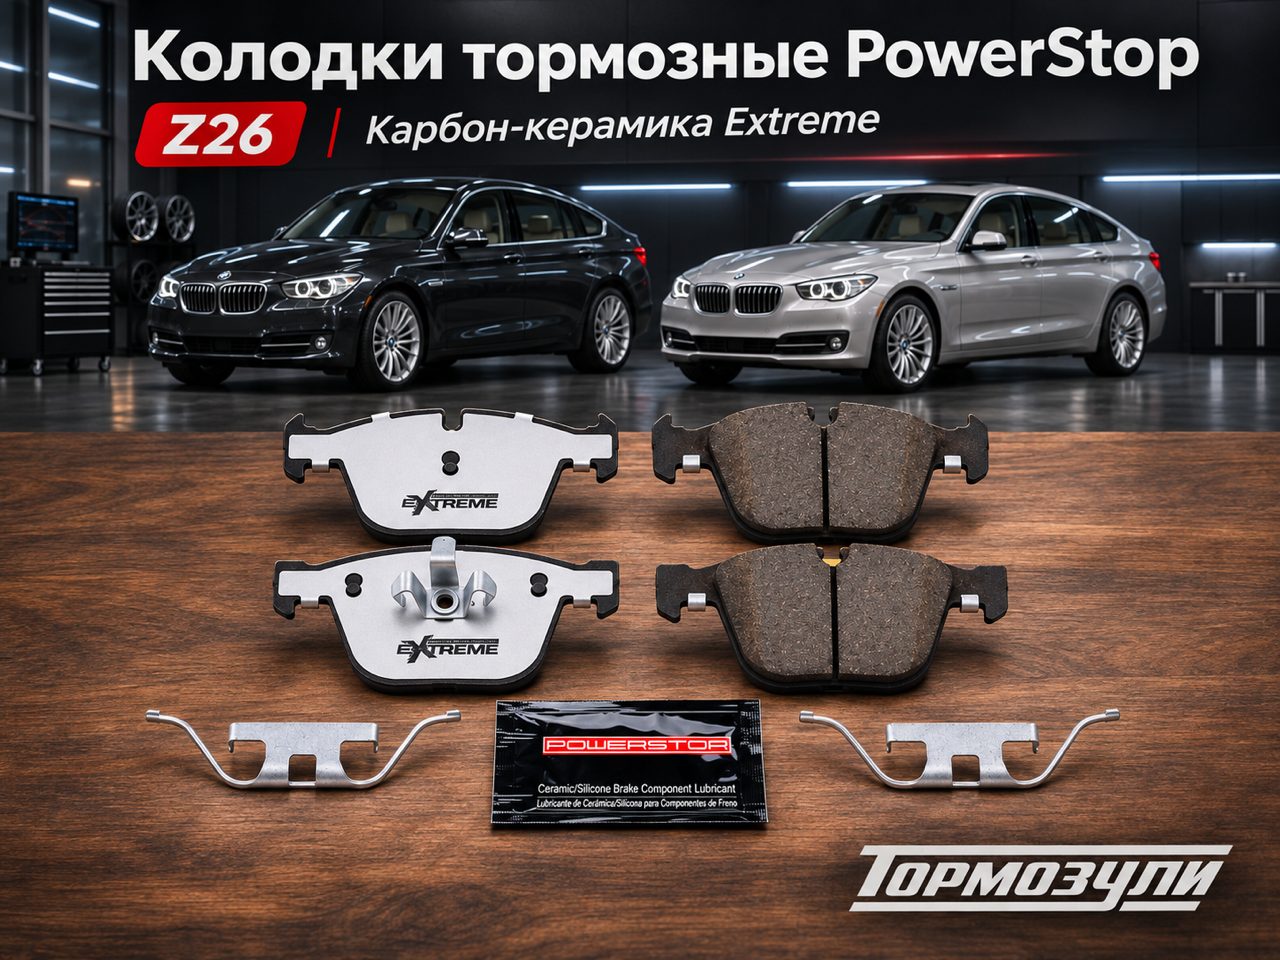 Колодки тормозные PowerStop
Z26
Карбон-керамика Extreme
EXTREME
EXTREME
POWERSTOP
Ceramic/Silicone Brake Component Lubricant
Lubricante de Cerámica/Silicona para Componentes de Freno
Тормозули